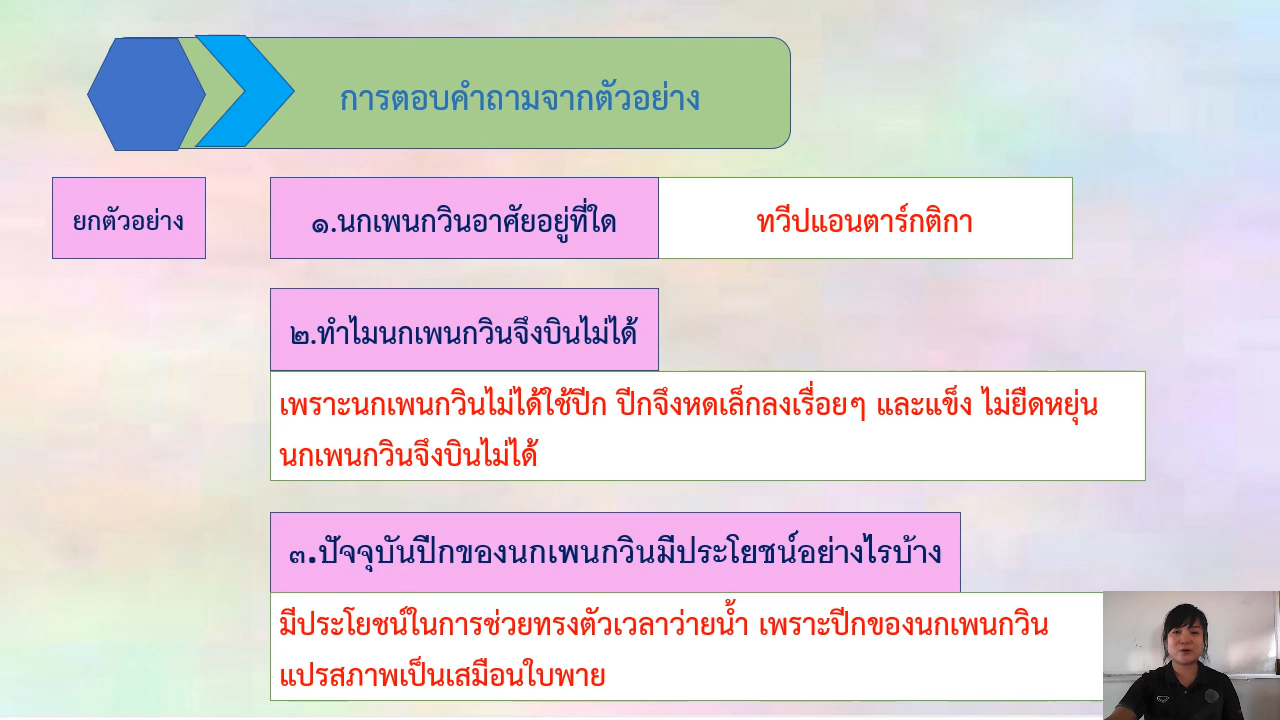 การตอบคำถามจากตัวอย่าง
ยกตัวอย่าง
๑.นกเพนกวินอาศัยอยู่ที่ใด
ทวีปแอนตาร์กติกา
๒.ทำไมนกเพนกวินจึงบินไม่ได้
เพราะนกเพนกวินไม่ได้ใช้ปีก ปีกจึงหดเล็กลงเรื่อยๆ และแข็ง ไม่ยืดหยุ่น
นกเพนกวินจึงบินไม่ได้
๓.ปัจจุบันปีกของนกเพนกวินมีประโยชน์อย่างไรบ้าง
มีประโยชน์ในการช่วยทรงตัวเวลาว่ายน้ำ เพราะปีกของนกเพนกวิน
แปรสภาพเป็นเสมือนใบพาย